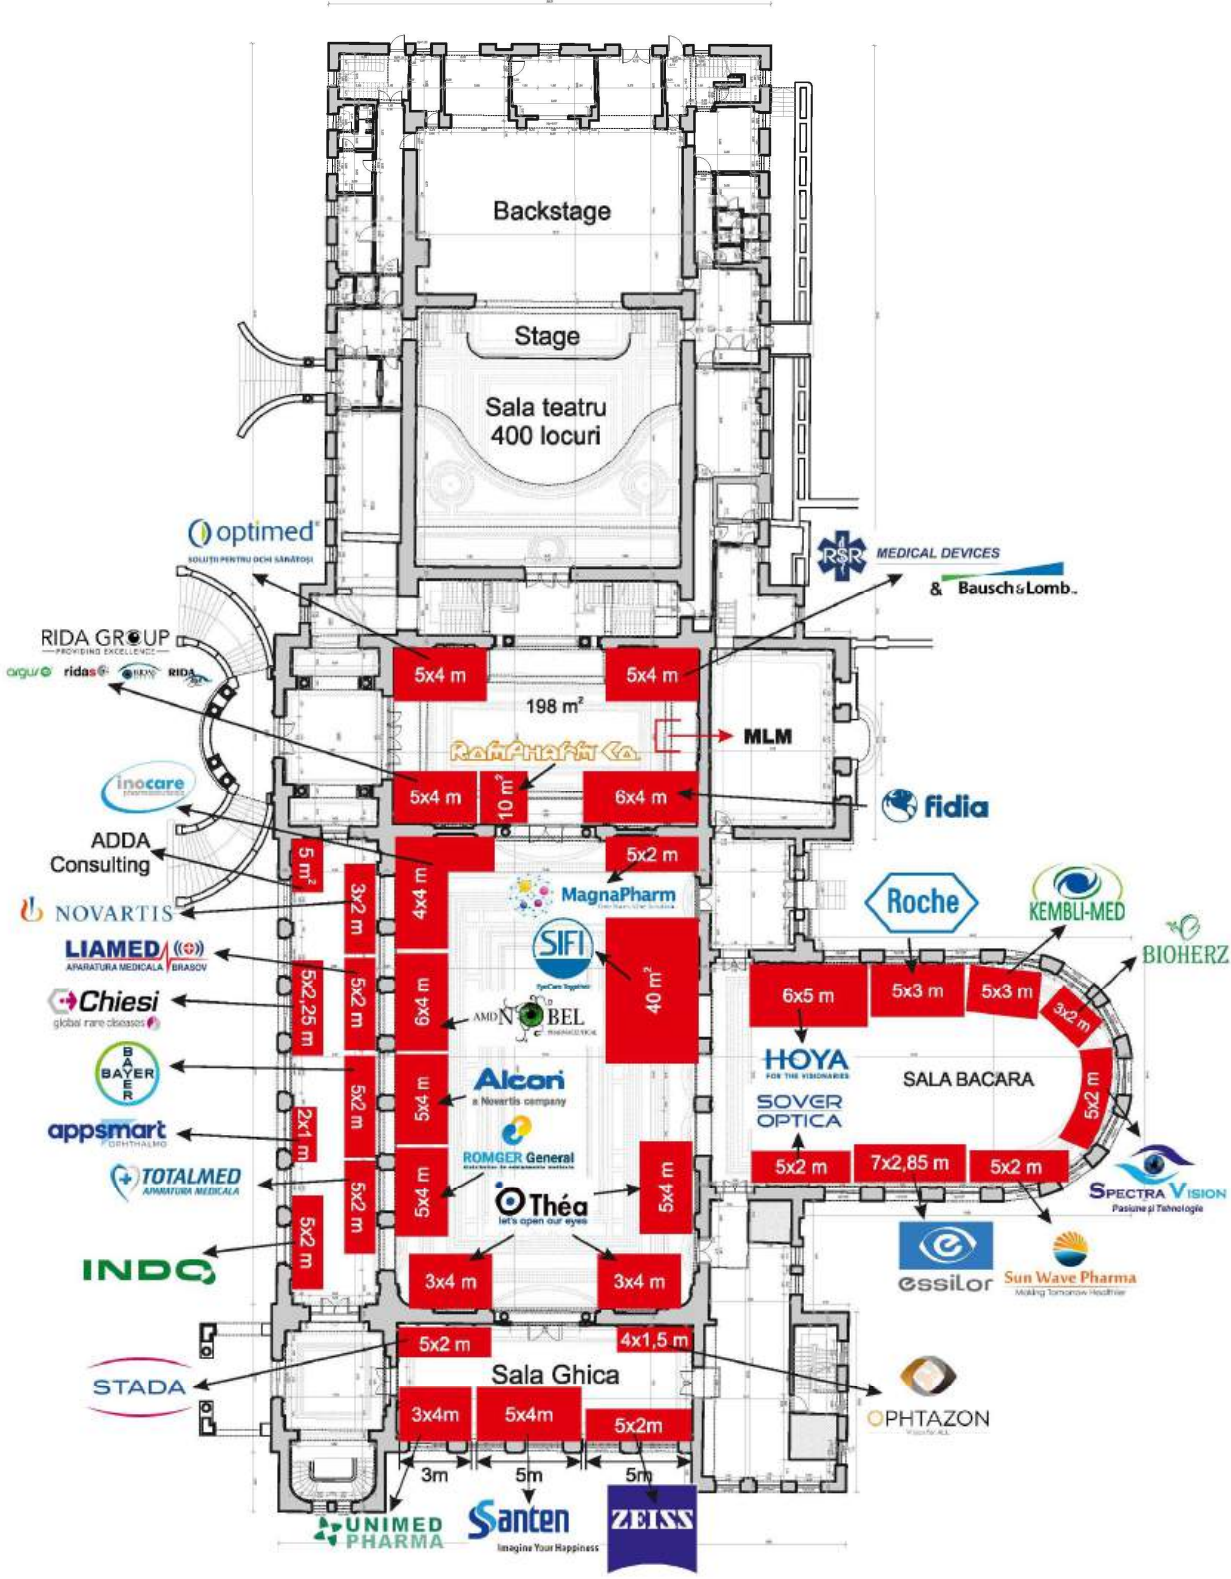 Backstage
Stage
Sala teatru
400 locuri
optimed®
SOLUȚII PENTRU OCHI SĂNĂTOȘI
RSR
MEDICAL DEVICES
& Bausch & Lomb
RIDA GROUP
PROVIDING EXCELLENCE
argus
ridas
RIDA
5x4 m
5x4 m
198 m²
MLM
RomPharm Co.
5x4 m
10 m²
6x4 m
fidia
inocare
pharmaceuticals
ADDA
Consulting
5 m²
3x2 m
4x4 m
5x2 m
MagnaPharm
NOVARTIS
SIFI
EyeCare Together
40 m²
Roche
KEMBLI-MED
BIOHERZ
LIAMED
APARATURA MEDICALA BRASOV
5x2,25 m
5x2 m
6x4 m
AMD NOBEL
PHARMACEUTICAL
6x5 m
5x3 m
5x3 m
3x2 m
Chiesi
global rare diseases
BAYER
BAYER
5x2 m
5x4 m
Alcon
a Novartis company
HOYA
FOR THE VISIONARIES
SALA BACARA
5x2 m
SOVER
OPTICA
appsmart
OPHTHALMO
2x1 m
ROMGER General
TOTALMED
APARATURA MEDICALA
5x2 m
5x4 m
Théa
let's open our eyes
5x4 m
5x2 m
7x2,85 m
5x2 m
SPECTRA VISION
Pasiune și Tehnologie
INDO
5x2 m
3x4 m
3x4 m
essilor
Sun Wave Pharma
Making Tomorrow Healthier
STADA
5x2 m
4x1,5 m
Sala Ghica
3x4m
5x4m
5x2m
OPHTAZON
3m
5m
5m
UNIMED
PHARMA
Santen
Imagine Your Happiness
ZEISS